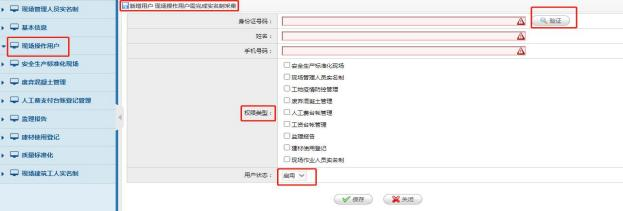 现场管理人员实名制
基本信息
现场操作用户
安全生产标准化现场
废弃混凝土管理
人工费支付台账登记管理
监理报告
建材使用登记
质量标准化
现场建筑工人实名制
新增用户 现场操作用户需完成实名制采集
身份证号码：
验证
姓名：
手机号码：
权限类型：
安全生产标准化现场
现场管理人员实名制
工地疫情防控管理
废弃混凝土管理
人工费台帐管理
工资台帐管理
监理报告
建材使用登记
现场作业人员实名制
用户状态：
启用
保存
关闭